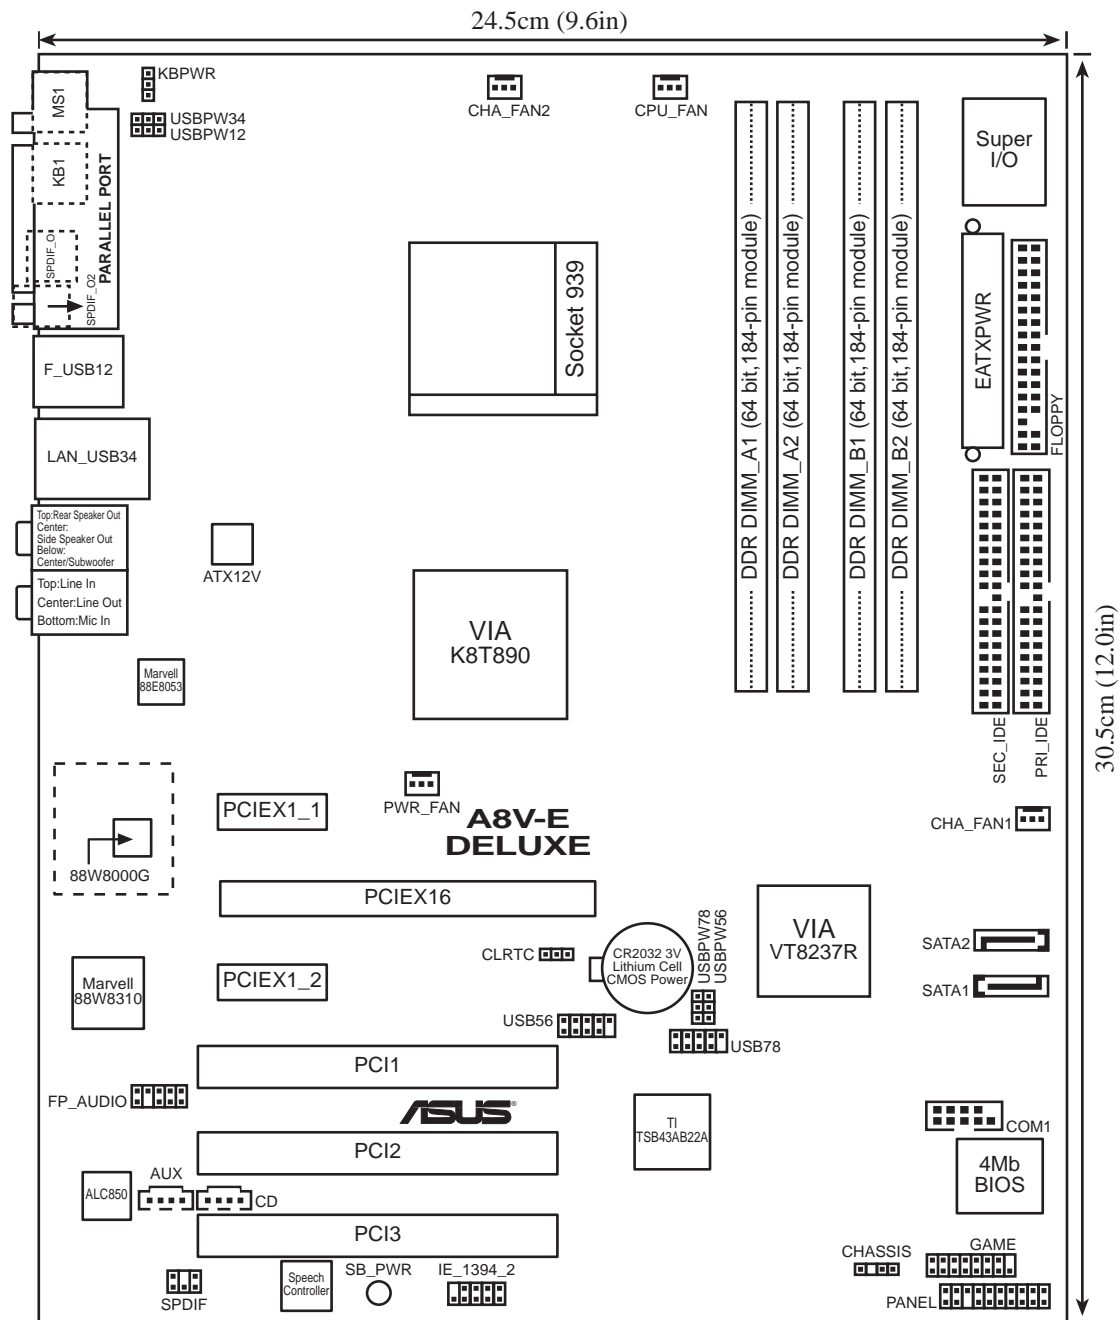 24.5cm (9.6in)
KBPWR
MS1
CHA_FAN2
CPU_FAN
USBPW34
USBPW12
KB1
PARALLEL PORT
SPDIF_O1
SPDIF_O2
Super
I/O
Socket 939
DDR DIMM_A1 (64 bit,184-pin module)
DDR DIMM_A2 (64 bit,184-pin module)
DDR DIMM_B1 (64 bit,184-pin module)
DDR DIMM_B2 (64 bit,184-pin module)
EATXPWR
FLOPPY
F_USB12
LAN_USB34
Top:Rear Speaker Out
Center:
Side Speaker Out
Below:
Center/Subwoofer
Top:Line In
Center:Line Out
Bottom:Mic In
ATX12V
VIA
K8T890
Marvell
88E8053
SEC_IDE
PRI_IDE
30.5cm (12.0in)
PWR_FAN
PCIEX1_1
A8V-E
DELUXE
CHA_FAN1
88W8000G
PCIEX16
VIA
VT8237R
USBPW78
USBPW56
CLRTC
CR2032 3V
Lithium Cell
CMOS Power
SATA2
SATA1
Marvell
88W8310
PCIEX1_2
USB56
USB78
PCI1
FP_AUDIO
ASUS®
TI
TSB43AB22A
COM1
PCI2
4Mb
BIOS
ALC850
AUX
CD
PCI3
CHASSIS
GAME
SPDIF
Speech
Controller
SB_PWR
IE_1394_2
PANEL